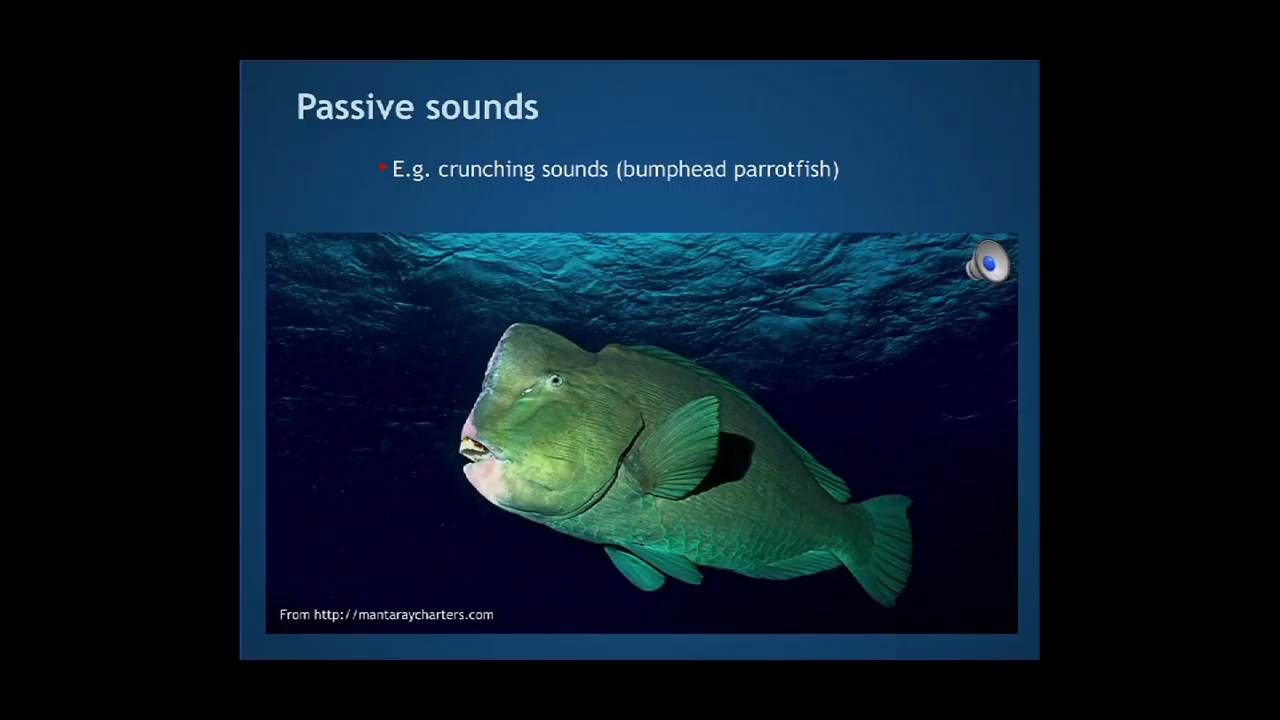 Passive sounds
E.g. crunching sounds (bumphead parrotfish)
From http://mantaraycharters.com